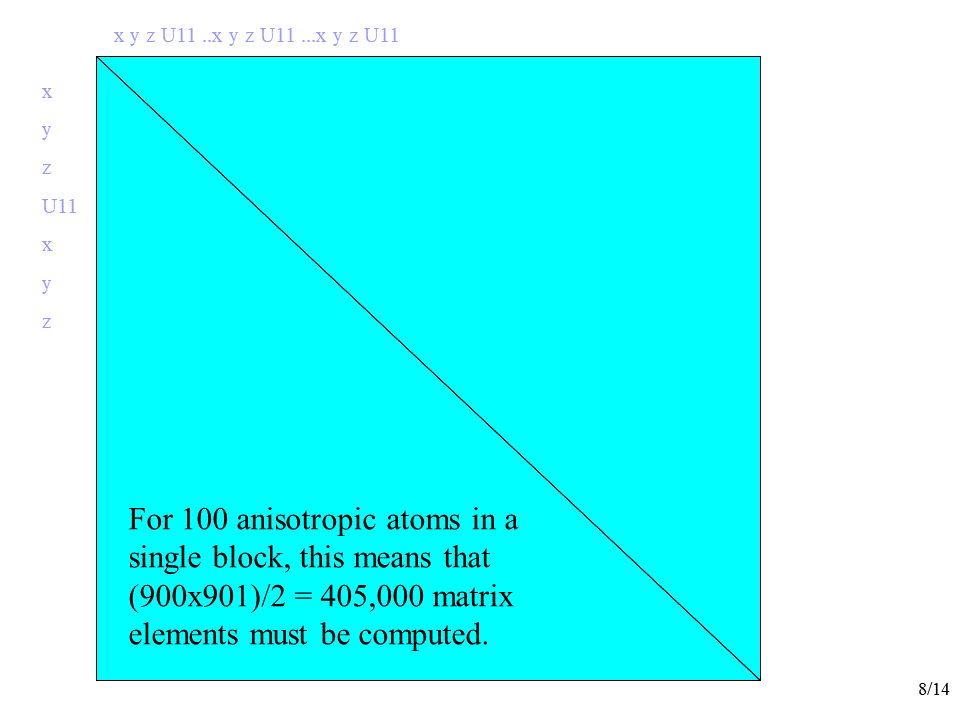 x y z U11 ..x y z U11 ...x y z U11
x
y
z
U11
x
y
z
For 100 anisotropic atoms in a
single block, this means that
(900x901)/2 = 405,000 matrix
elements must be computed.
8/14